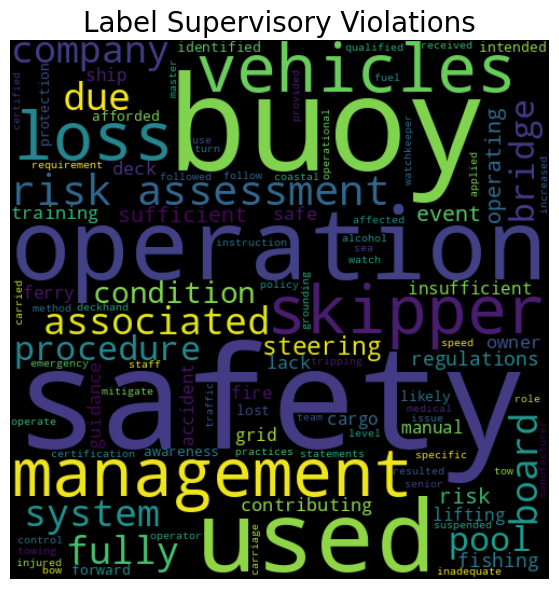 Label Supervisory Violations
company identified vehicles qualified received intended
ship master fuel provided
certified protection due afforded buoy operational watchkeeper applied operating bridge increased
loss
requirement deck use turn followed follow coastal
risk assessment
training sufficient safe affected event
operation
instruction alcohol sea watch
carried ferry condition policy grounding insufficient
method deckhand associated skipper
procedure steering speed owner
emergency staff lack tripping regulations
mitigate guidance accident traffic fire safety likely role
operate lost team cargo medical issue manual manufacturer
grid level
certification awareness practices statements specific
management resulted senior risk tow board
system contributing lifting suspended
control towing fully operator carriage used pool
injured bow forward inadequate fishing